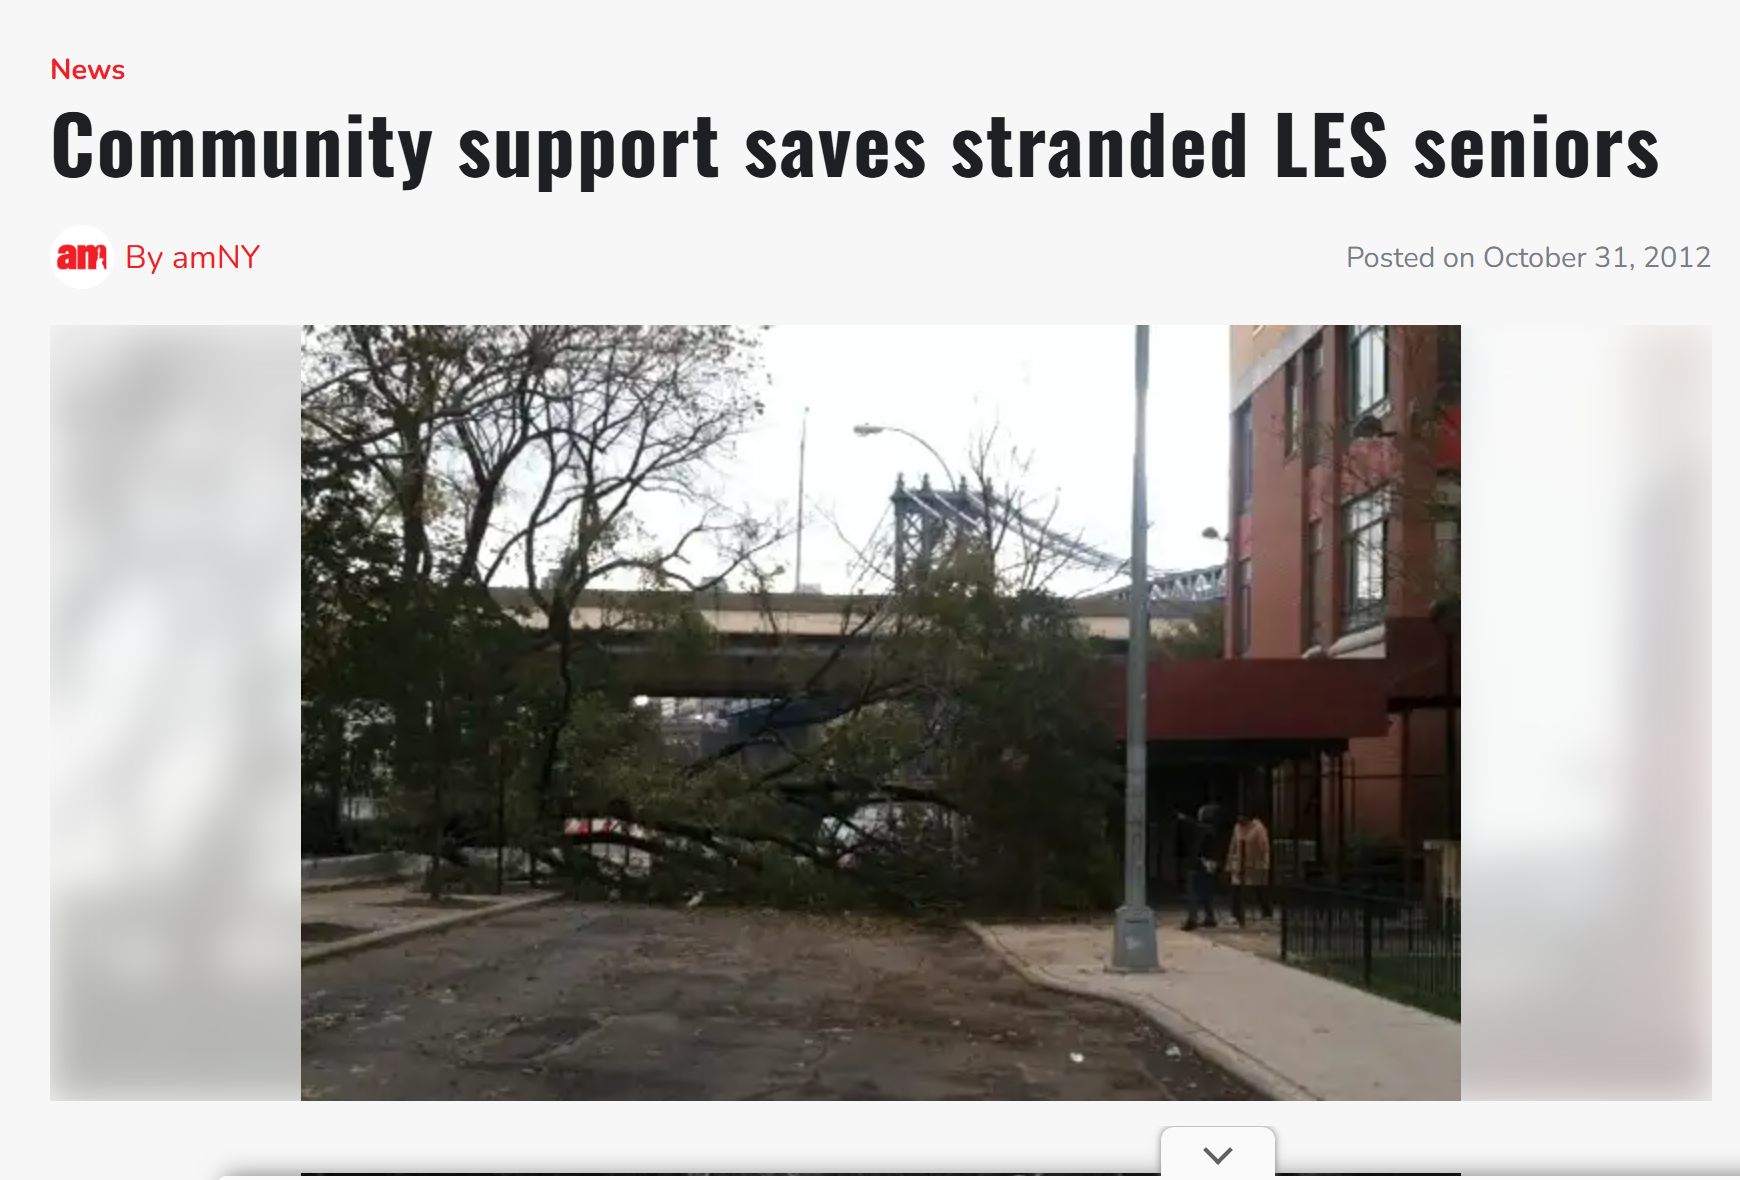 News
Community support saves stranded LES seniors
am By amNY
Posted on October 31, 2012